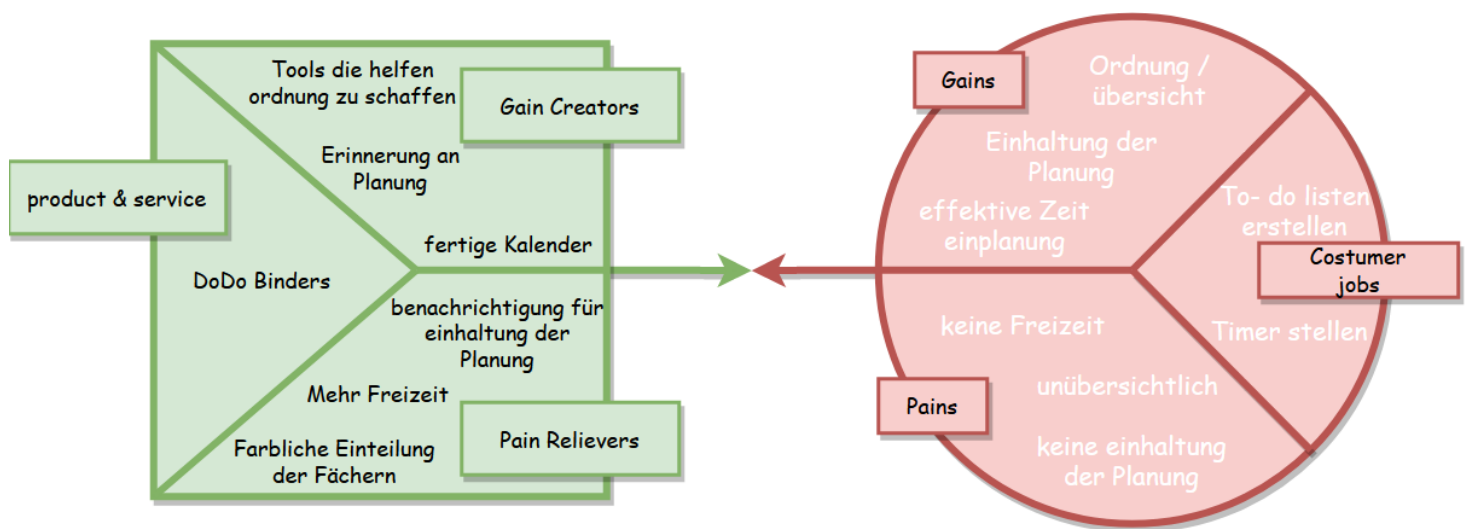 Tools die helfen
ordnung zu schaffen
Gain Creators
Erinnerung an
Planung
product & service
fertige Kalender
DoDo Binders
benachrichtigung für
einhaltung der
Planung
Mehr Freizeit
Pain Relievers
Farbliche Einteilung
der Fächern
Gains
Ordnung /
übersicht
Einhaltung der
Planung
effektive Zeit
einplanung
To- do listen
erstellen
Costumer
jobs
Timer stellen
keine Freizeit
unübersichtlich
Pains
keine einhaltung
der Planung